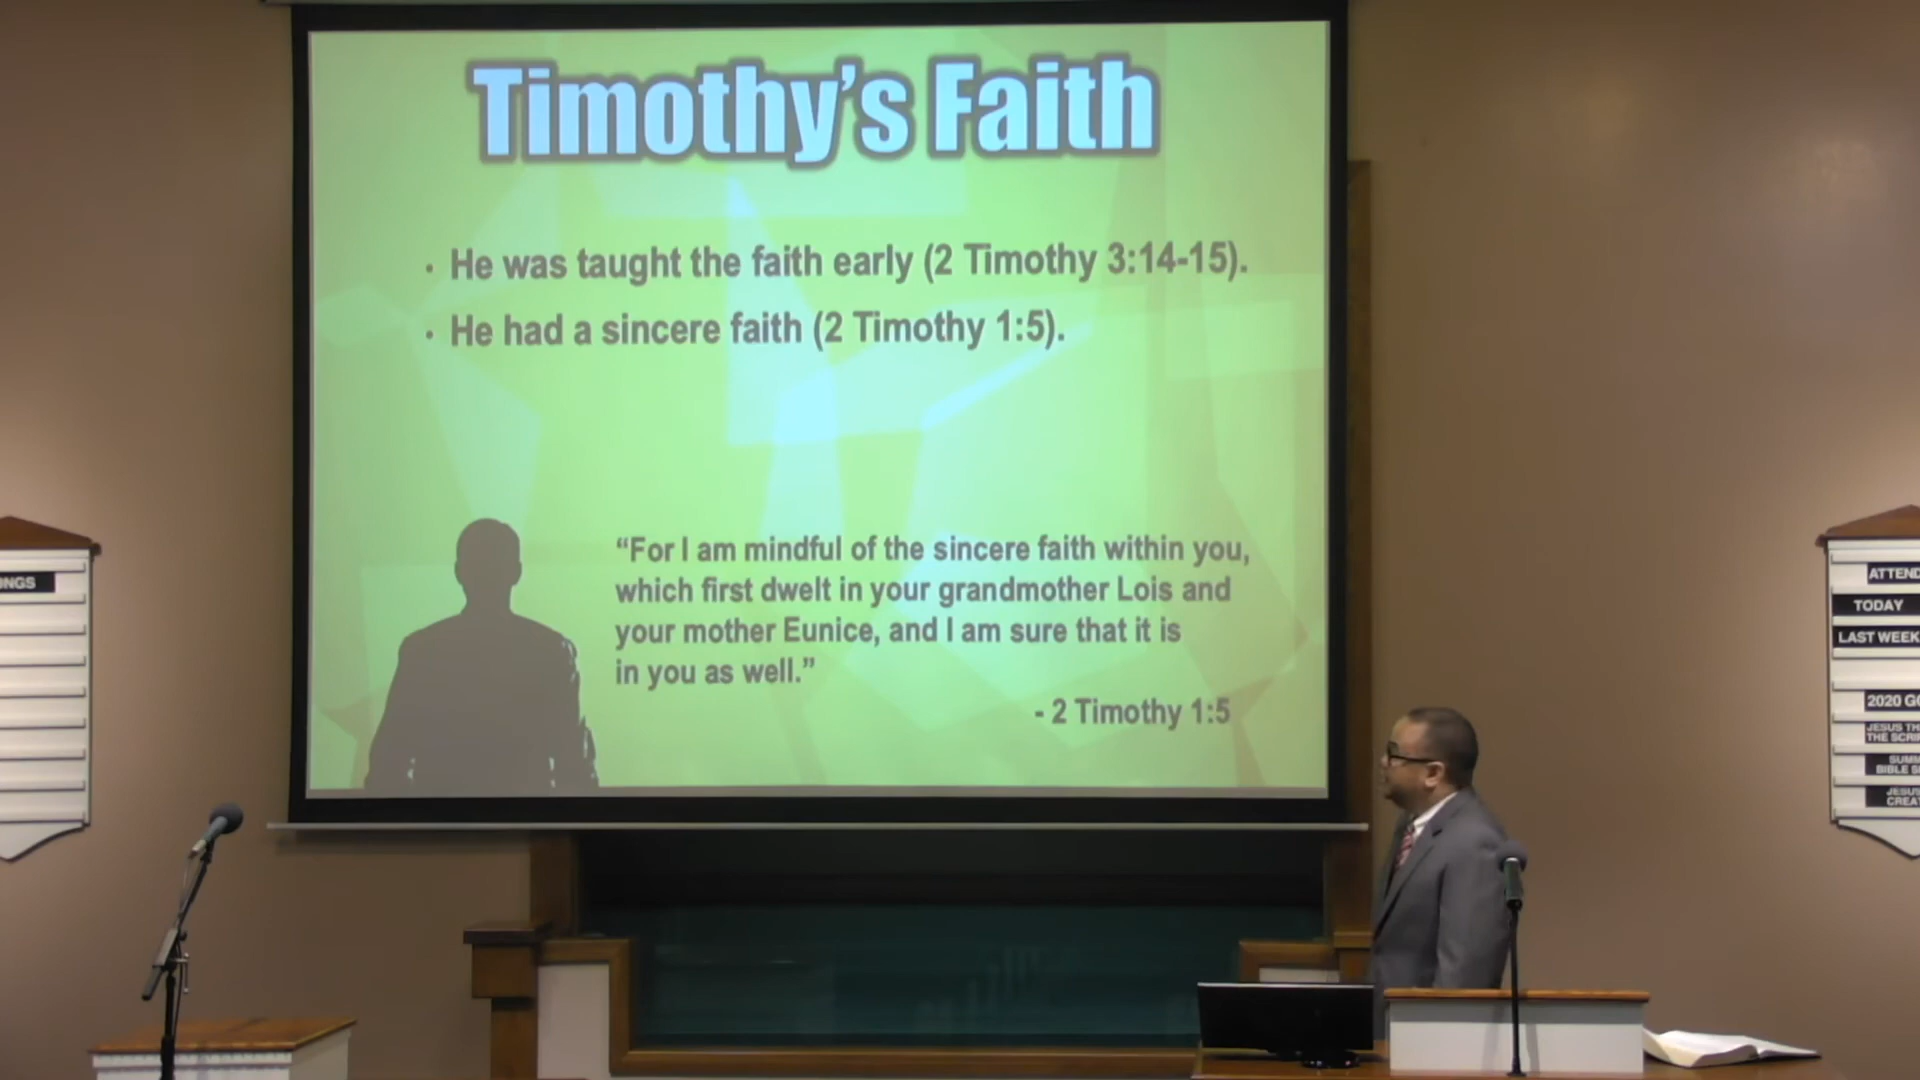 Timothy’s Faith
• He was taught the faith early (2 Timothy 3:14-15).
• He had a sincere faith (2 Timothy 1:5).
“For I am mindful of the sincere faith within you,
which first dwelt in your grandmother Lois and
your mother Eunice, and I am sure that it is
in you as well.”
- 2 Timothy 1:5
TODAY
LAST WEEK
2020
JESUS
THE
BIBLE